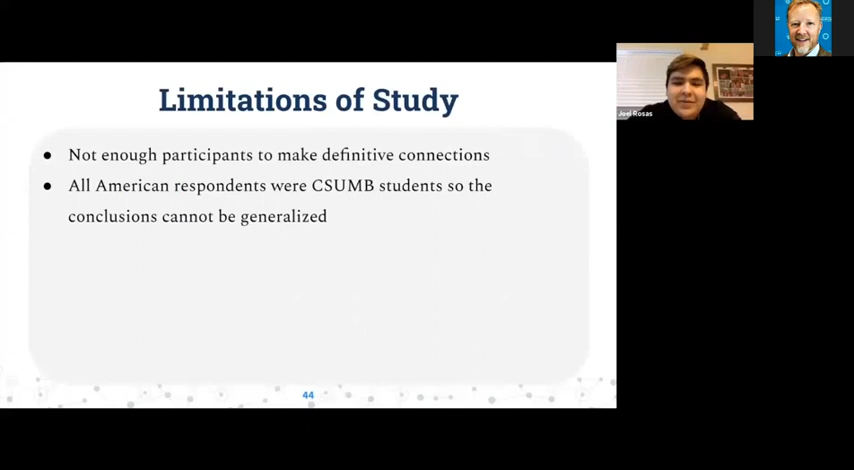 Limitations of Study
● Not enough participants to make definitive connections
● All American respondents were CSUMB students so the
conclusions cannot be generalized
44
Joel Rosas